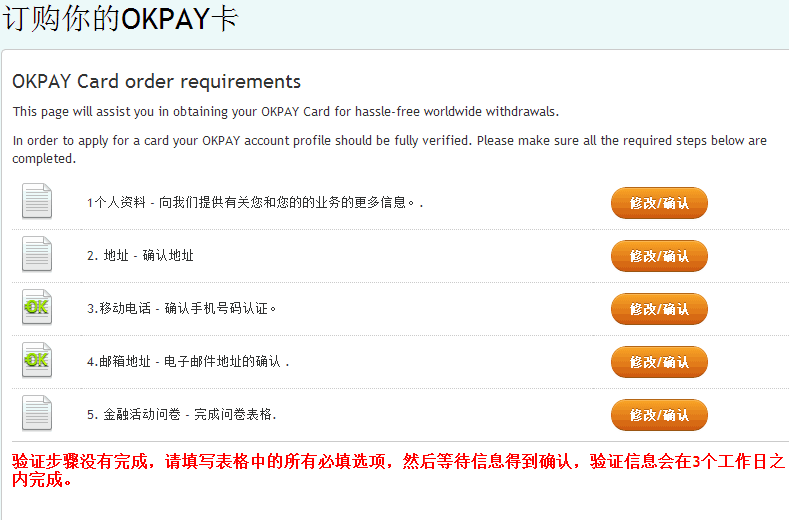 订购你的OKPAY卡
OKPAY Card order requirements
This page will assist you in obtaining your OKPAY Card for hassle-free worldwide withdrawals.
In order to apply for a card your OKPAY account profile should be fully verified. Please make sure all the required steps below are
completed.
1个人资料 - 向我们提供有关您和您的的业务的更多信息。.
修改/确认
2. 地址 - 确认地址
修改/确认
OK
3.移动电话 - 确认手机号码认证。
修改/确认
OK
4.邮箱地址 - 电子邮件地址的确认 .
修改/确认
5. 金融活动问卷 - 完成问卷表格.
修改/确认
验证步骤没有完成，请填写表格中的所有必填选项，然后等待信息得到确认，验证信息会在3个工作日之
内完成。